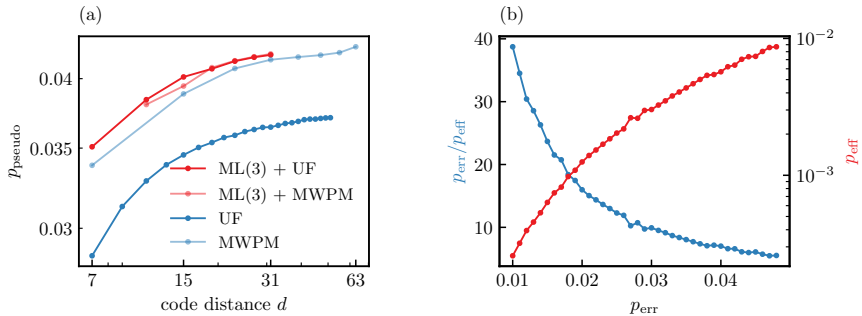 (a)
p_pseudo
0.04
0.035
0.03
7
15
31
63
code distance d
ML(3) + UF
ML(3) + MWPM
UF
MWPM
(b)
p_err/p_eff
40
30
20
10
0.01
0.02
0.03
0.04
p_err
10⁻²
10⁻³
p_eff